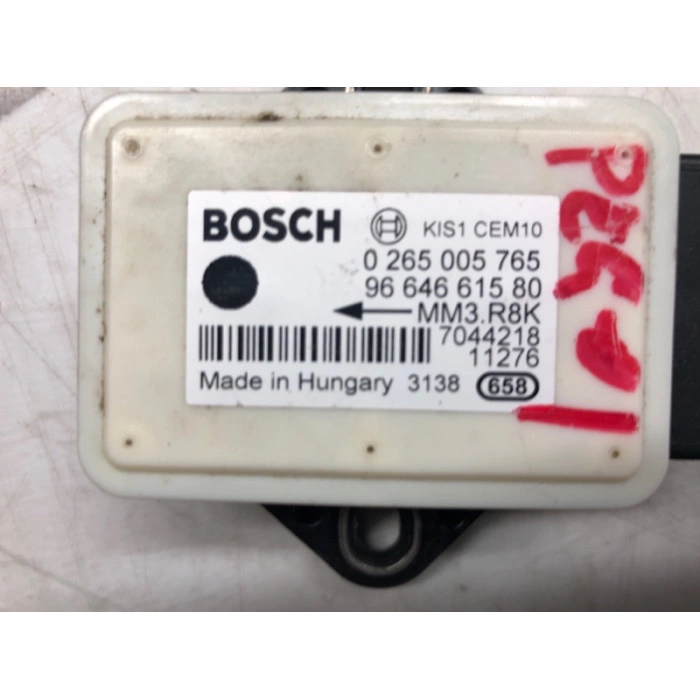 BOSCH KIS1 CEM10
0 265 005 765
96 646 615 80
MM3.R8K
7044218
11276
Made in Hungary 3138 658